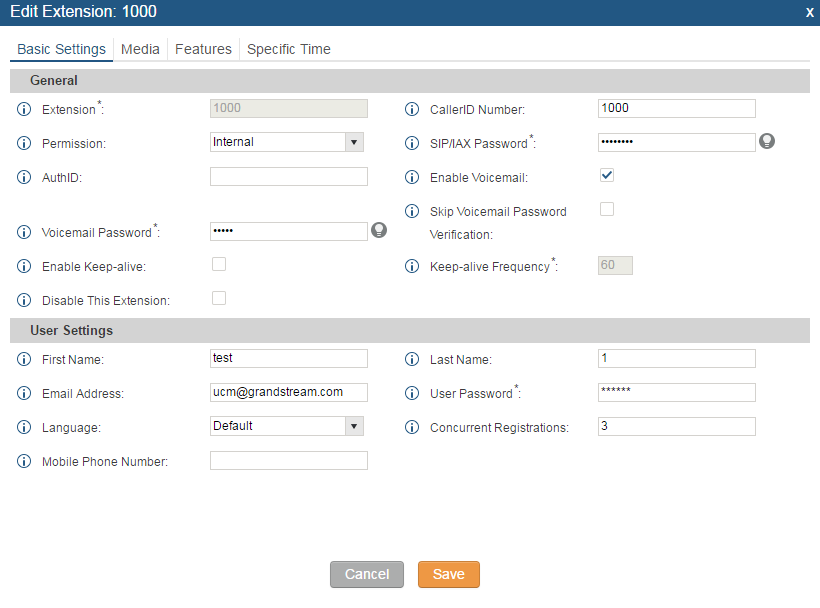 Edit Extension: 1000 X
Basic Settings Media Features Specific Time
General
Extension*: 1000 CallerID Number: 1000
Permission: Internal SIP/IAX Password*: ••••••••
AuthID: Enable Voicemail:
Skip Voicemail Password
Verification:
Voicemail Password*: •••••
Enable Keep-alive: Keep-alive Frequency*: 60
Disable This Extension:
User Settings
First Name: test Last Name: 1
Email Address: ucm@grandstream.com User Password*: ******
Language: Default Concurrent Registrations: 3
Mobile Phone Number:
Cancel Save